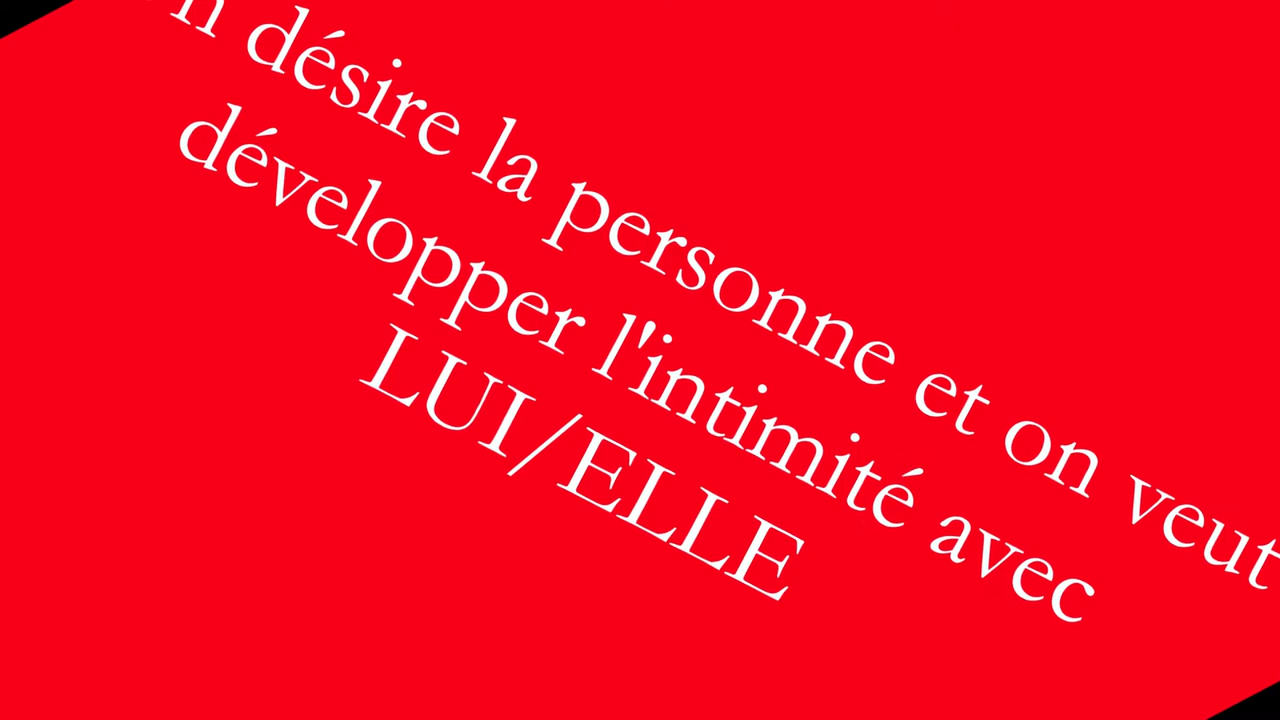 n désire la personne et on veut
développer l'intimité avec
LUI/ELLE